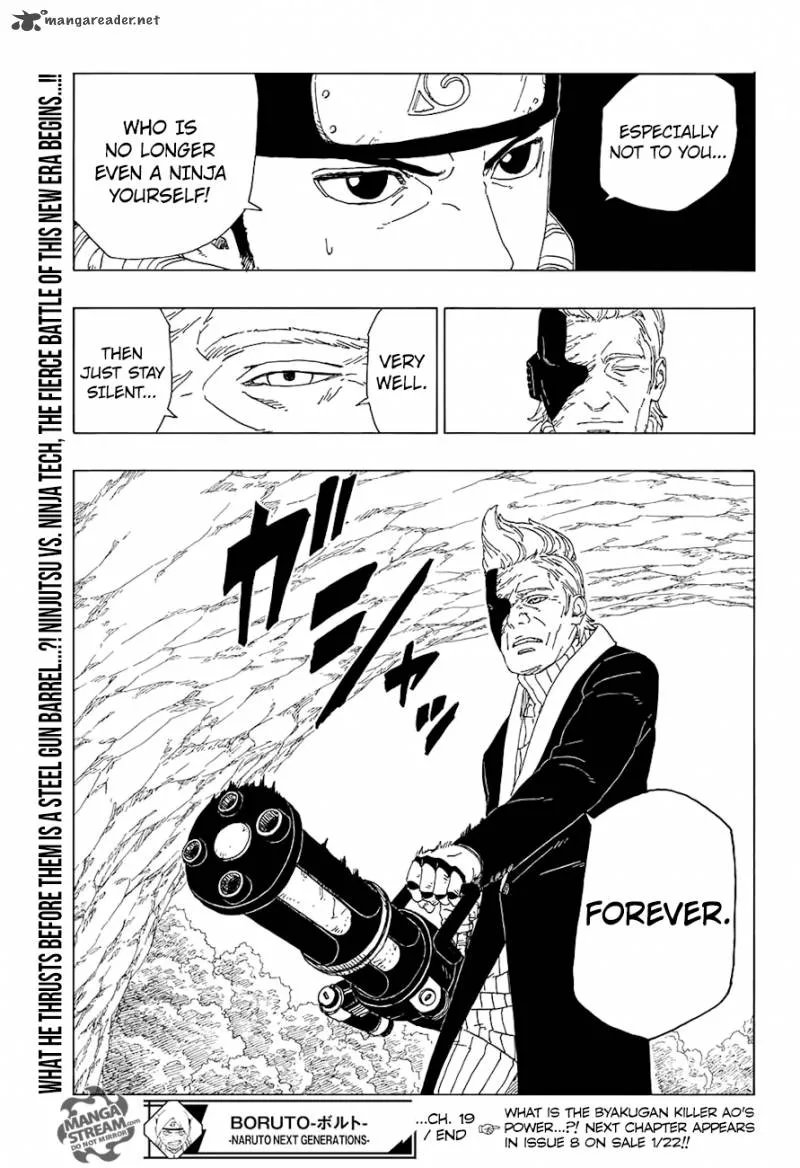 mangareader.net
ESPECIALLY
NOT TO YOU...
WHO IS
NO LONGER
EVEN A NINJA
YOURSELF!
VERY
WELL.
THEN
JUST STAY
SILENT...
ガシャッ
FOREVER.
WHAT HE THRUSTS BEFORE THEM IS A STEEL GUN BARREL...?! NINJUTSU VS. NINJA TECH, THE FIERCE BATTLE OF THIS NEW ERA BEGINS...!!
MANGA
STREAM.COM
DO NOT MIRROR
BORUTO-ボルト-
-NARUTO NEXT GENERATIONS-
...CH. 19
/ END
☞ WHAT IS THE BYAKUGAN KILLER AO'S
POWER...?! NEXT CHAPTER APPEARS
IN ISSUE 8 ON SALE 1/22!!